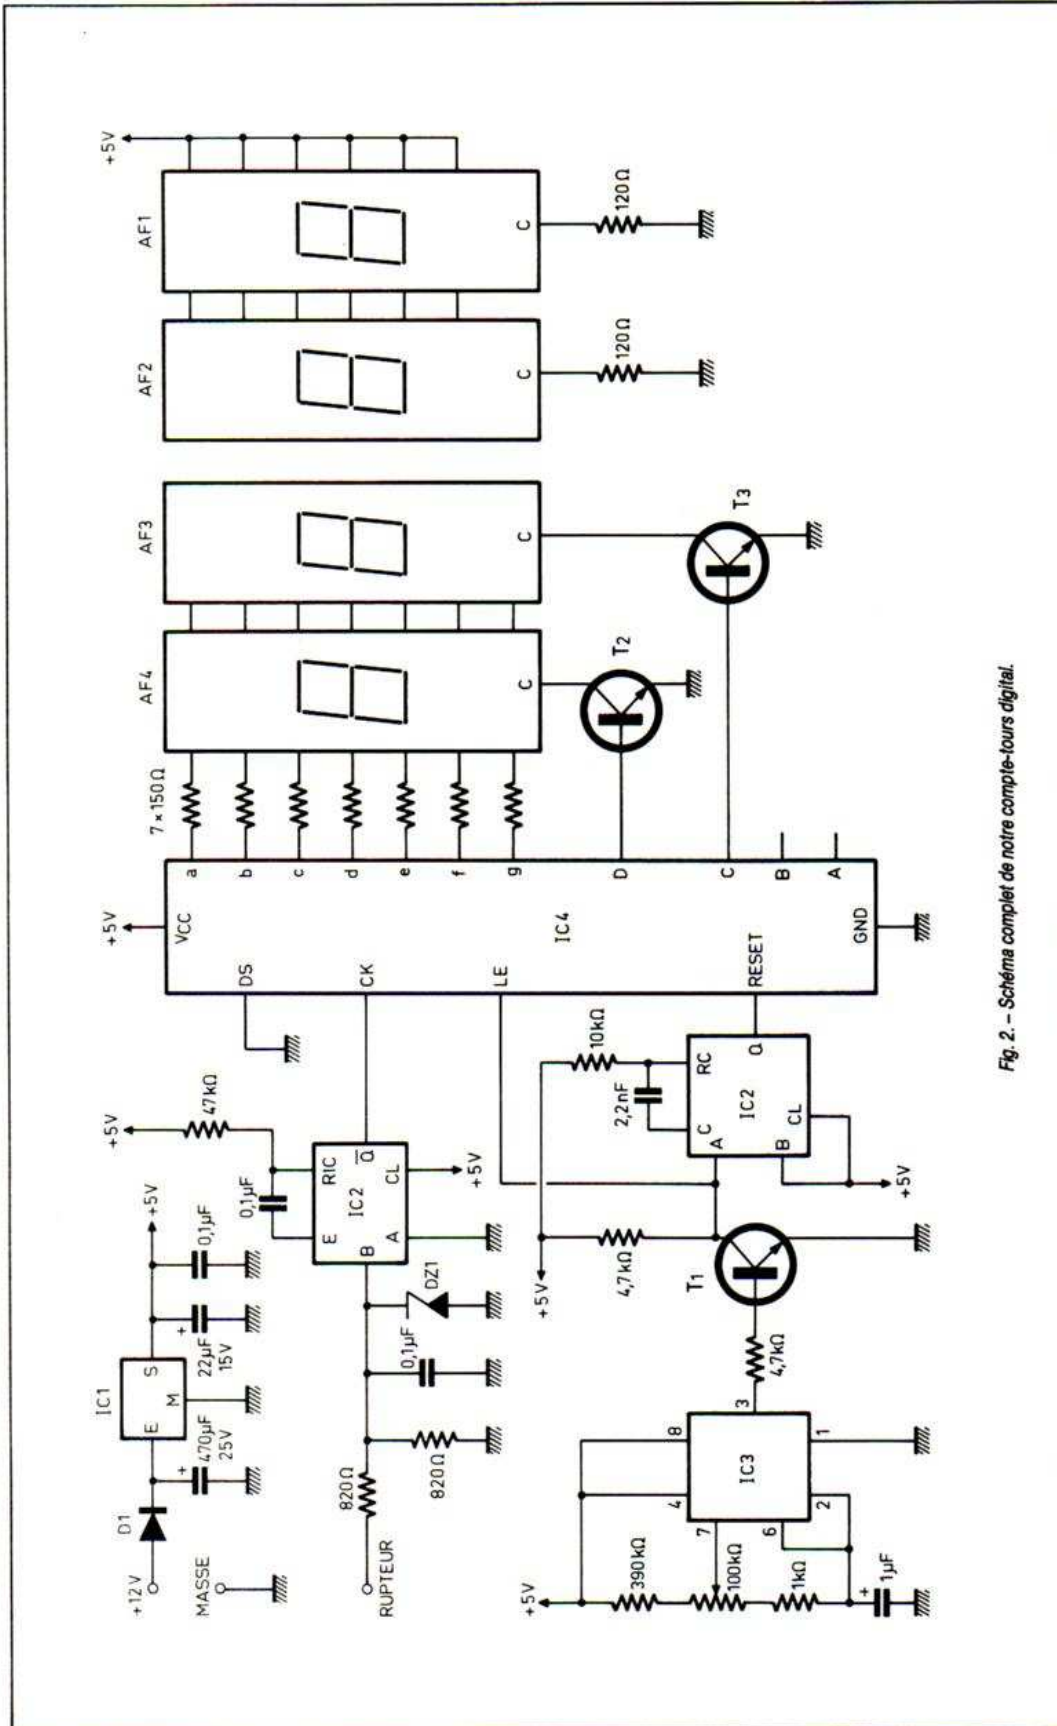 +12V
D1
MASSE
470µF
25V
IC1
E
S
M
22µF
15V
0,1µF
+5V
RUPTEUR
820Ω
820Ω
0,1µF
DZ1
0,1µF
+5V
47kΩ
E
RIC
B
IC2
Q
A
CL
+5V
+5V
390kΩ
100kΩ
1kΩ
1µF
4
8
7
IC3
3
6
2
1
4,7kΩ
T1
+5V
4,7kΩ
10kΩ
2,2nF
C
RC
A
IC2
Q
B
CL
+5V
+5V
VCC
DS
CK
LE
RESET
IC4
GND
a
b
c
d
e
f
g
D
C
B
A
7×150Ω
AF4
C
T2
AF3
C
T3
AF2
C
120Ω
AF1
C
120Ω
+5V
Fig. 2. – Schéma complet de notre compte-tours digital.